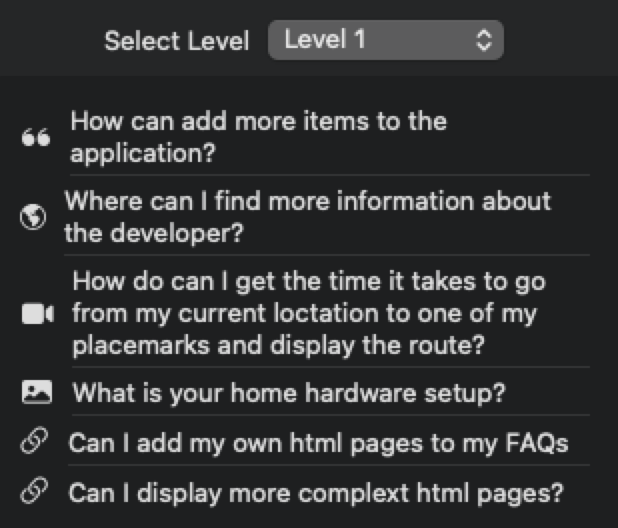 Select Level Level 1
How can add more items to the
application?
Where can I find more information about
the developer?
How do can I get the time it takes to go
from my current loctation to one of my
placemarks and display the route?
What is your home hardware setup?
Can I add my own html pages to my FAQs
Can I display more complext html pages?